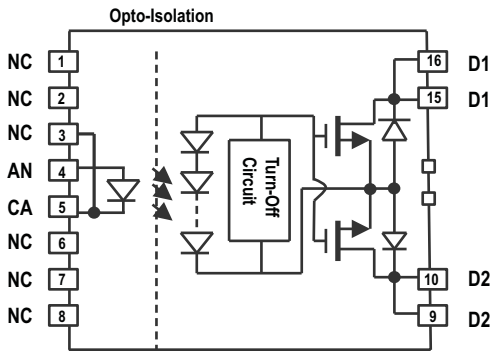 Opto-Isolation
NC 1
NC 2
NC 3
AN 4
CA 5
NC 6
NC 7
NC 8
Turn-Off
Circuit
16 D1
15 D1
10 D2
9 D2